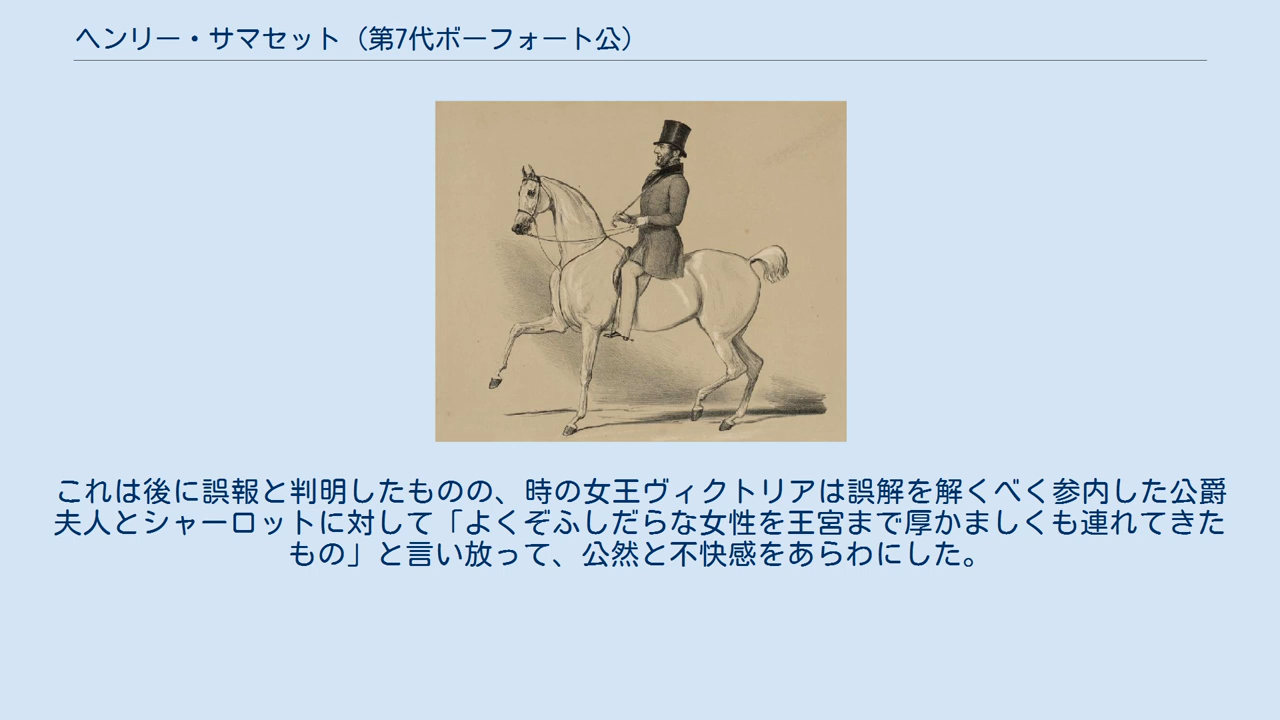 ヘンリー・サマセット（第7代ボーフォート公）
これは後に誤報と判明したものの、時の女王ヴィクトリアは誤解を解くべく参内した公爵
夫人とシャーロットに対して「よくぞふしだらな女性を王宮まで厚かましくも連れてきた
もの」と言い放って、公然と不快感をあらわにした。